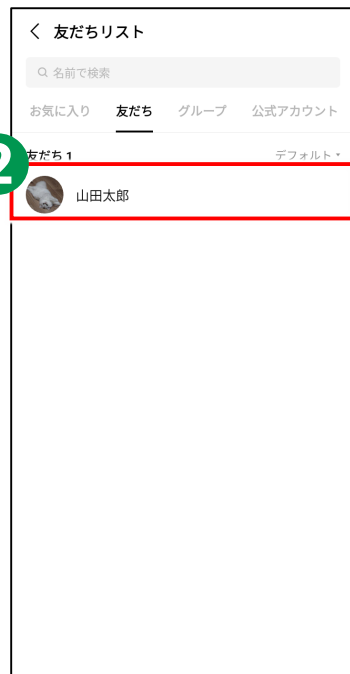 友だちリスト
名前で検索
お気に入り 友だち グループ 公式アカウント
友だち 1 デフォルト
2
山田太郎